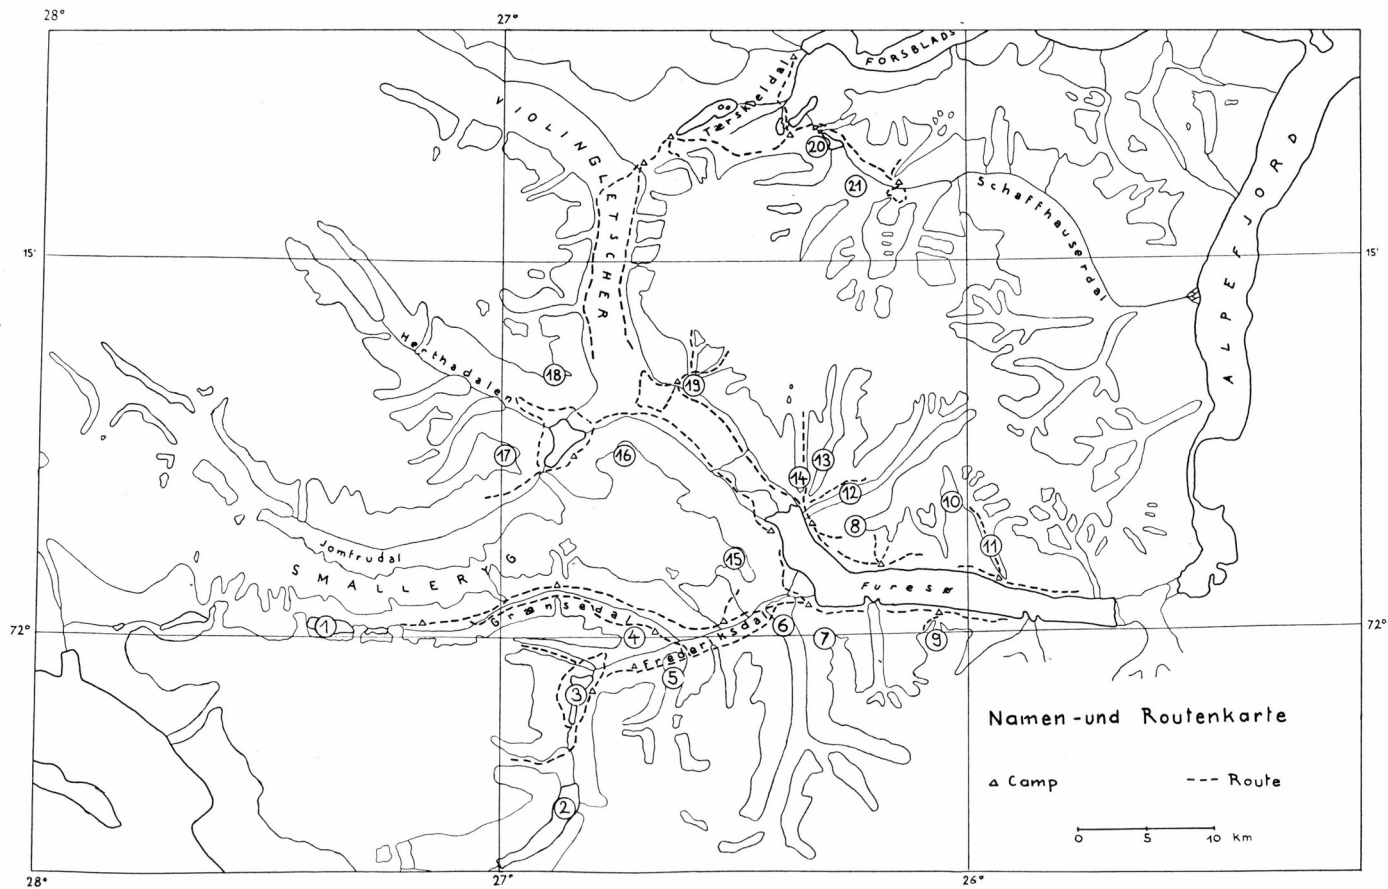 28°
27°
FORSBLADS
VIOLINGLETSCHER
Tærskeldal
20
21
Schaffhauserdal
ALPEFJORD
15'
15'
Herthadalen
18
19
17
16
13
14
12
10
8
11
Jomfrudal
SMALLERYG
15
Furesø
Grænsedal
1
4
Frederiksdal
6
7
9
72°
72°
5
3
2
Namen-und Routenkarte
Camp
Route
0 5 10 km
28°
27°
26°